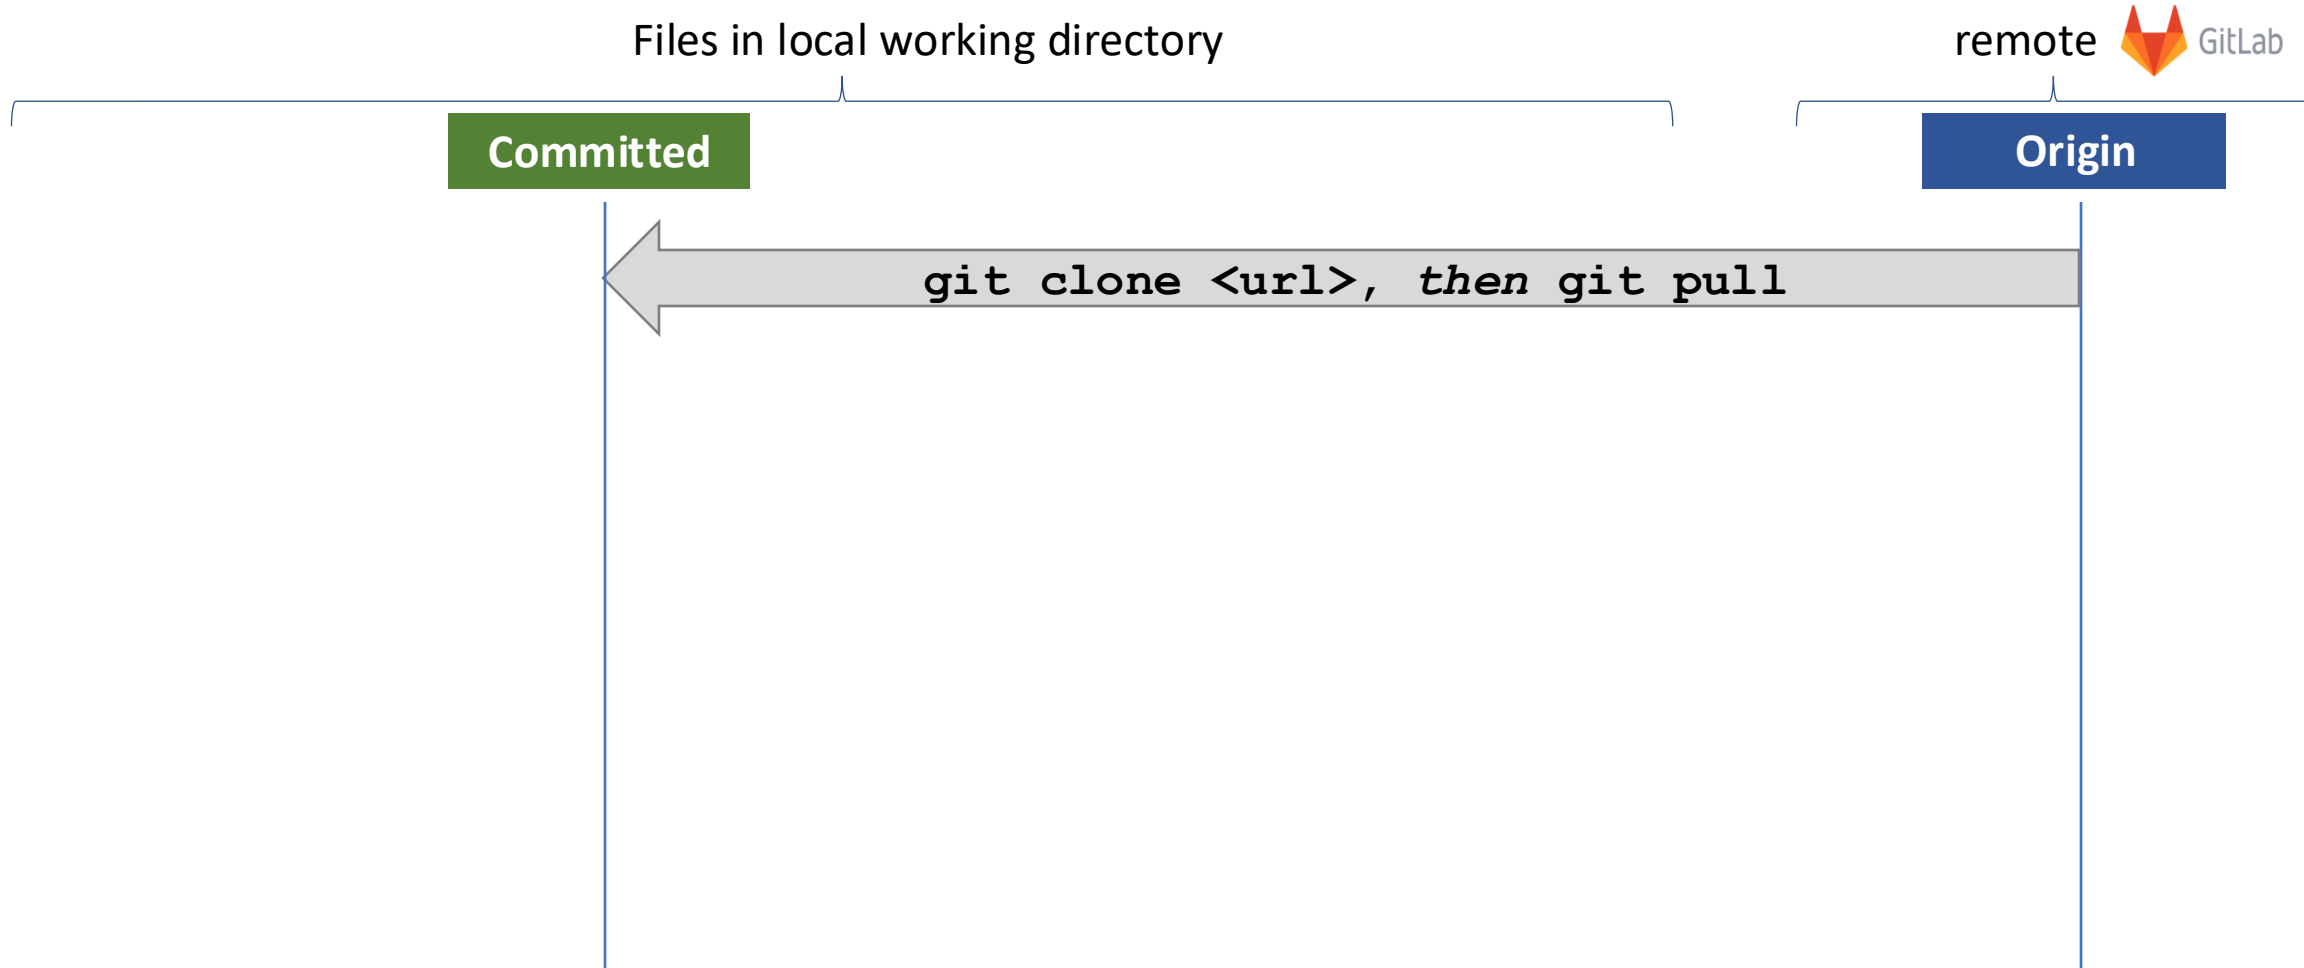 Files in local working directory
remote GitLab
Committed
Origin
git clone <url>, then git pull